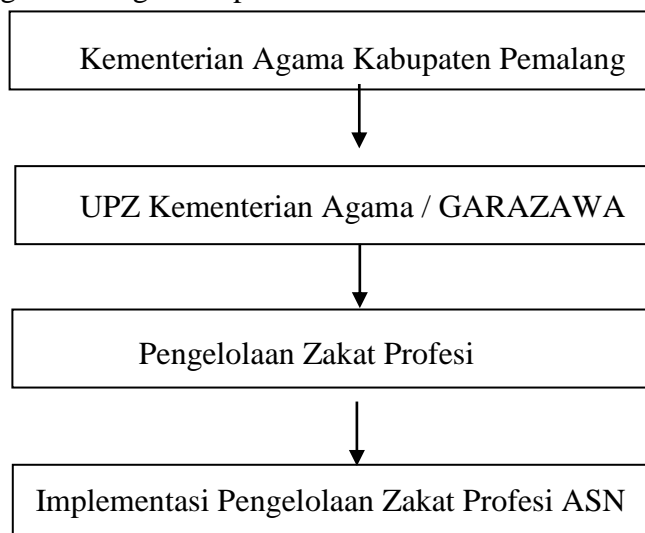 Kementerian Agama Kabupaten Pemalang
UPZ Kementerian Agama / GARAZAWA
Pengelolaan Zakat Profesi
Implementasi Pengelolaan Zakat Profesi ASN